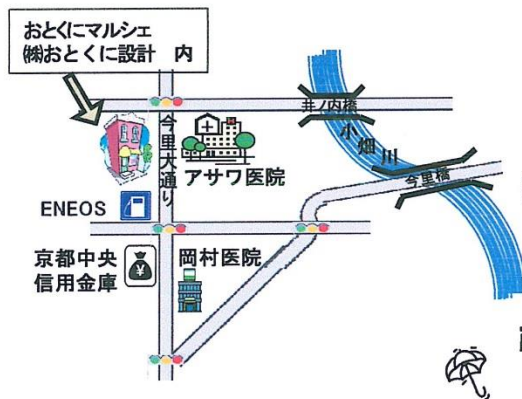 おとくにマルシェ
㈱おとくに設計 内
井ノ内橋
今里大通り
小畑川
アサワ医院
今里橋
ENEOS
京都中央
信用金庫
岡村医院